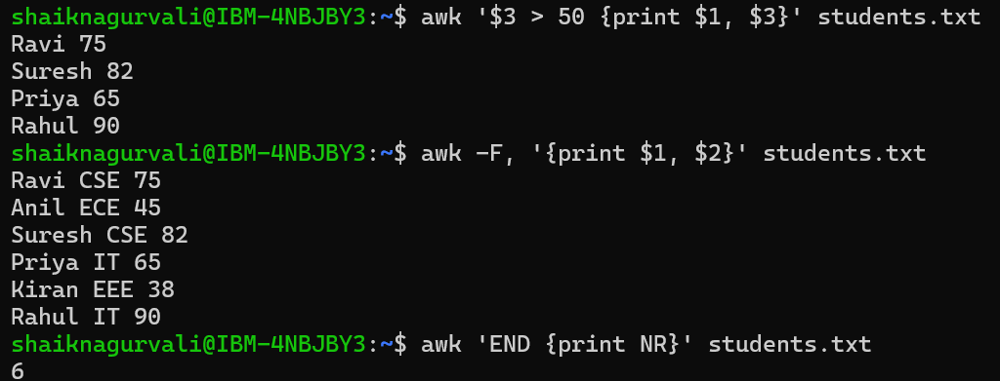 shaiknagurvali@IBM-4NBJBY3:~$ awk '$3 > 50 {print $1, $3}' students.txt
Ravi 75
Suresh 82
Priya 65
Rahul 90
shaiknagurvali@IBM-4NBJBY3:~$ awk -F, '{print $1, $2}' students.txt
Ravi CSE 75
Anil ECE 45
Suresh CSE 82
Priya IT 65
Kiran EEE 38
Rahul IT 90
shaiknagurvali@IBM-4NBJBY3:~$ awk 'END {print NR}' students.txt
6